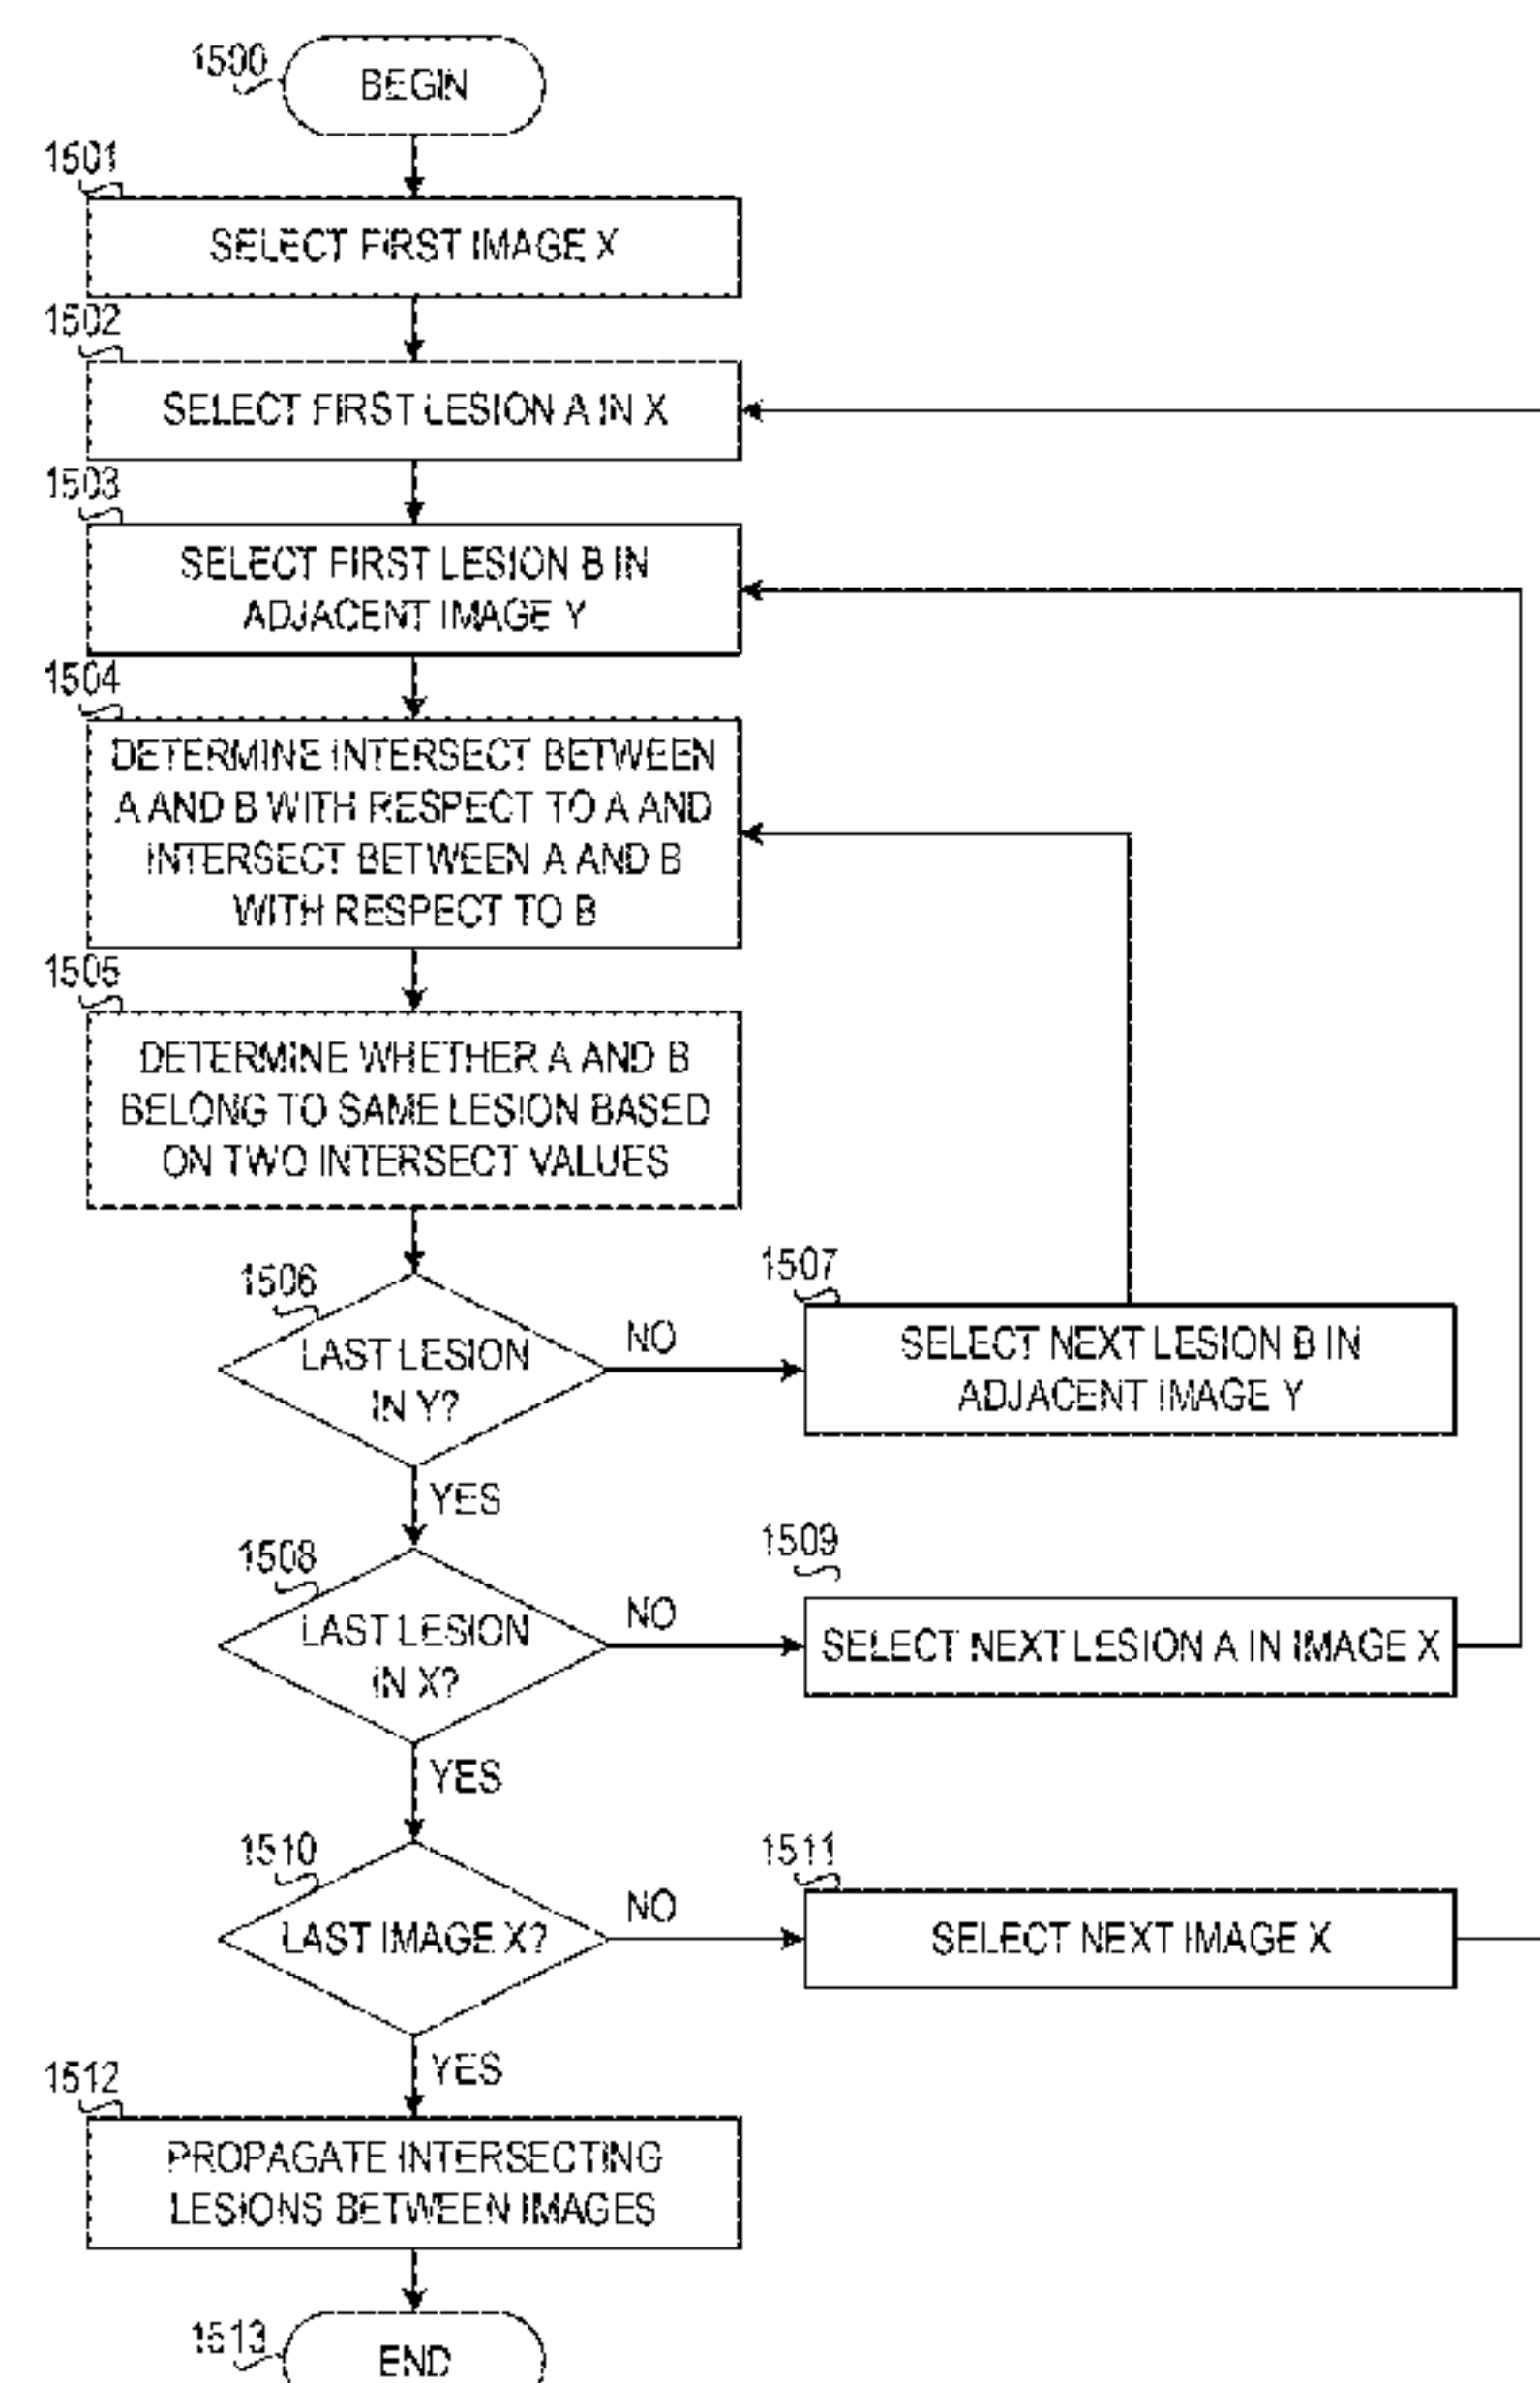 1500
BEGIN
1501
SELECT FIRST IMAGE X
1502
SELECT FIRST LESION A IN X
1503
SELECT FIRST LESION B IN
ADJACENT IMAGE Y
1504
DETERMINE INTERSECT BETWEEN
A AND B WITH RESPECT TO A AND
INTERSECT BETWEEN A AND B
WITH RESPECT TO B
1505
DETERMINE WHETHER A AND B
BELONG TO SAME LESION BASED
ON TWO INTERSECT VALUES
1506
LAST LESION
IN Y?
NO
1507
SELECT NEXT LESION B IN
ADJACENT IMAGE Y
YES
1508
LAST LESION
IN X?
NO
1509
SELECT NEXT LESION A IN IMAGE X
YES
1510
LAST IMAGE X?
NO
1511
SELECT NEXT IMAGE X
YES
1512
PROPAGATE INTERSECTING
LESIONS BETWEEN IMAGES
1513
END